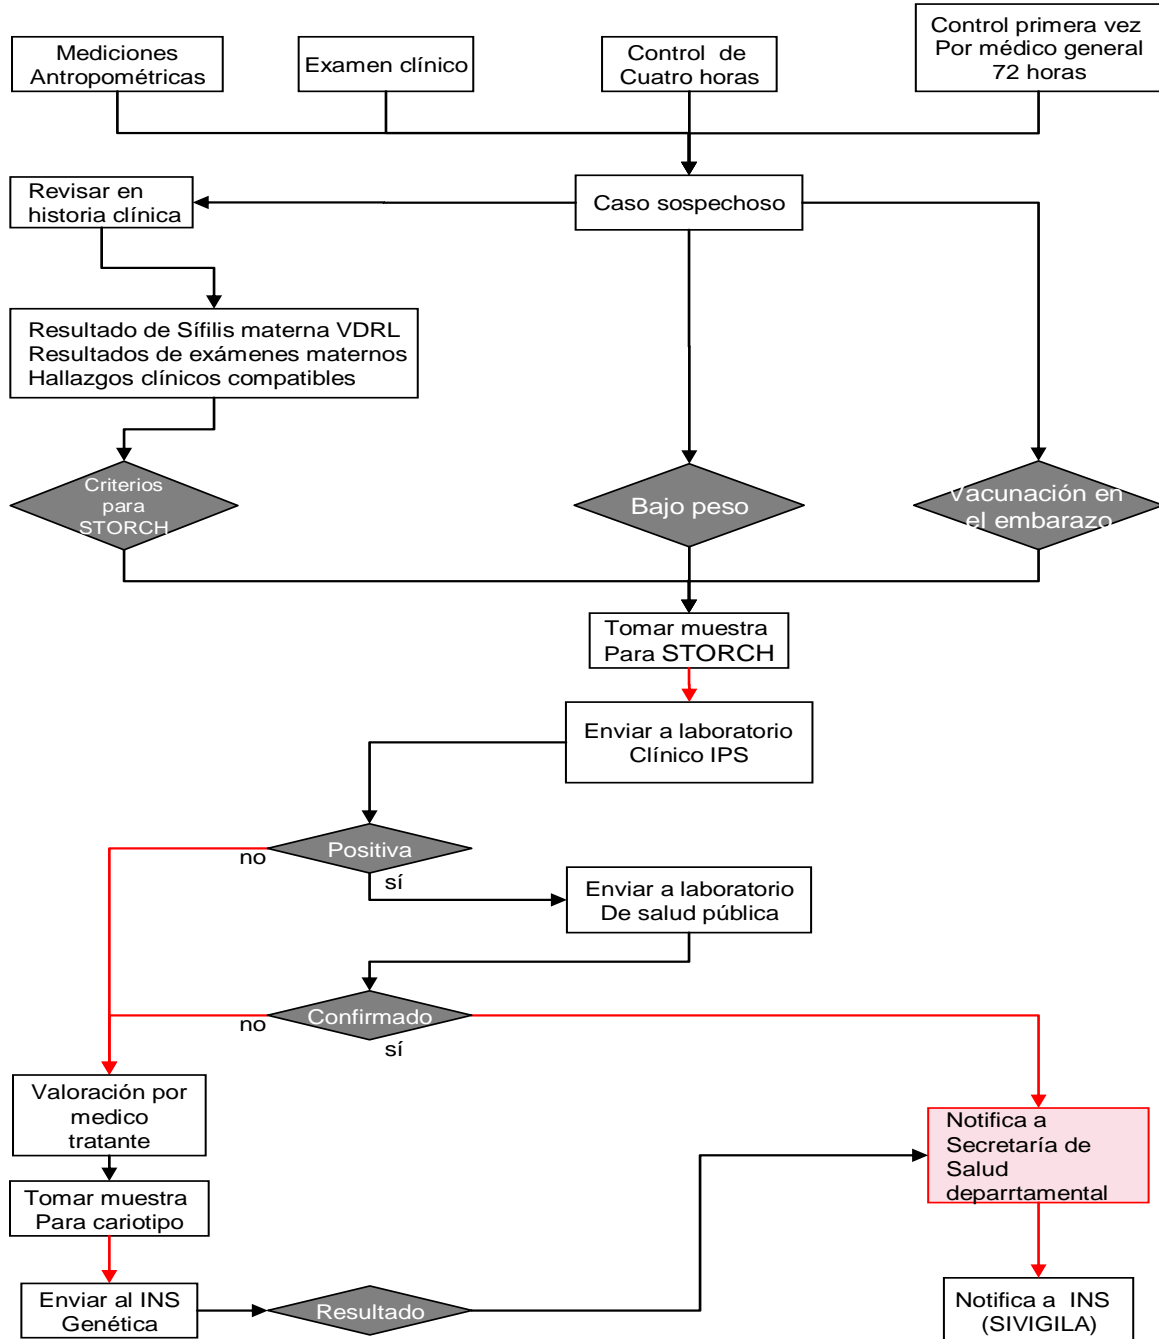 Mediciones
Antropométricas
Examen clínico
Control de
Cuatro horas
Control primera vez
Por médico general
72 horas
Revisar en
historia clínica
Caso sospechoso
Resultado de Sífilis materna VDRL
Resultados de exámenes maternos
Hallazgos clínicos compatibles
Criterios
para
STORCH
Bajo peso
Vacunación en
el embarazo
Tomar muestra
Para STORCH
Enviar a laboratorio
Clínico IPS
Positiva
no
sí
Enviar a laboratorio
De salud pública
Confirmado
no
sí
Valoración por
medico
tratante
Notifica a
Secretaría de
Salud
deparrtamental
Tomar muestra
Para cariotipo
Enviar al INS
Genética
Resultado
Notifica a INS
(SIVIGILA)